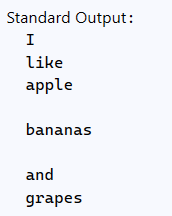 Standard Output:
I
like
apple

bananas

and
grapes